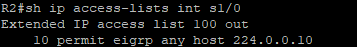 R2#sh ip access-lists int s1/0
Extended IP access list 100 out
    10 permit eigrp any host 224.0.0.10